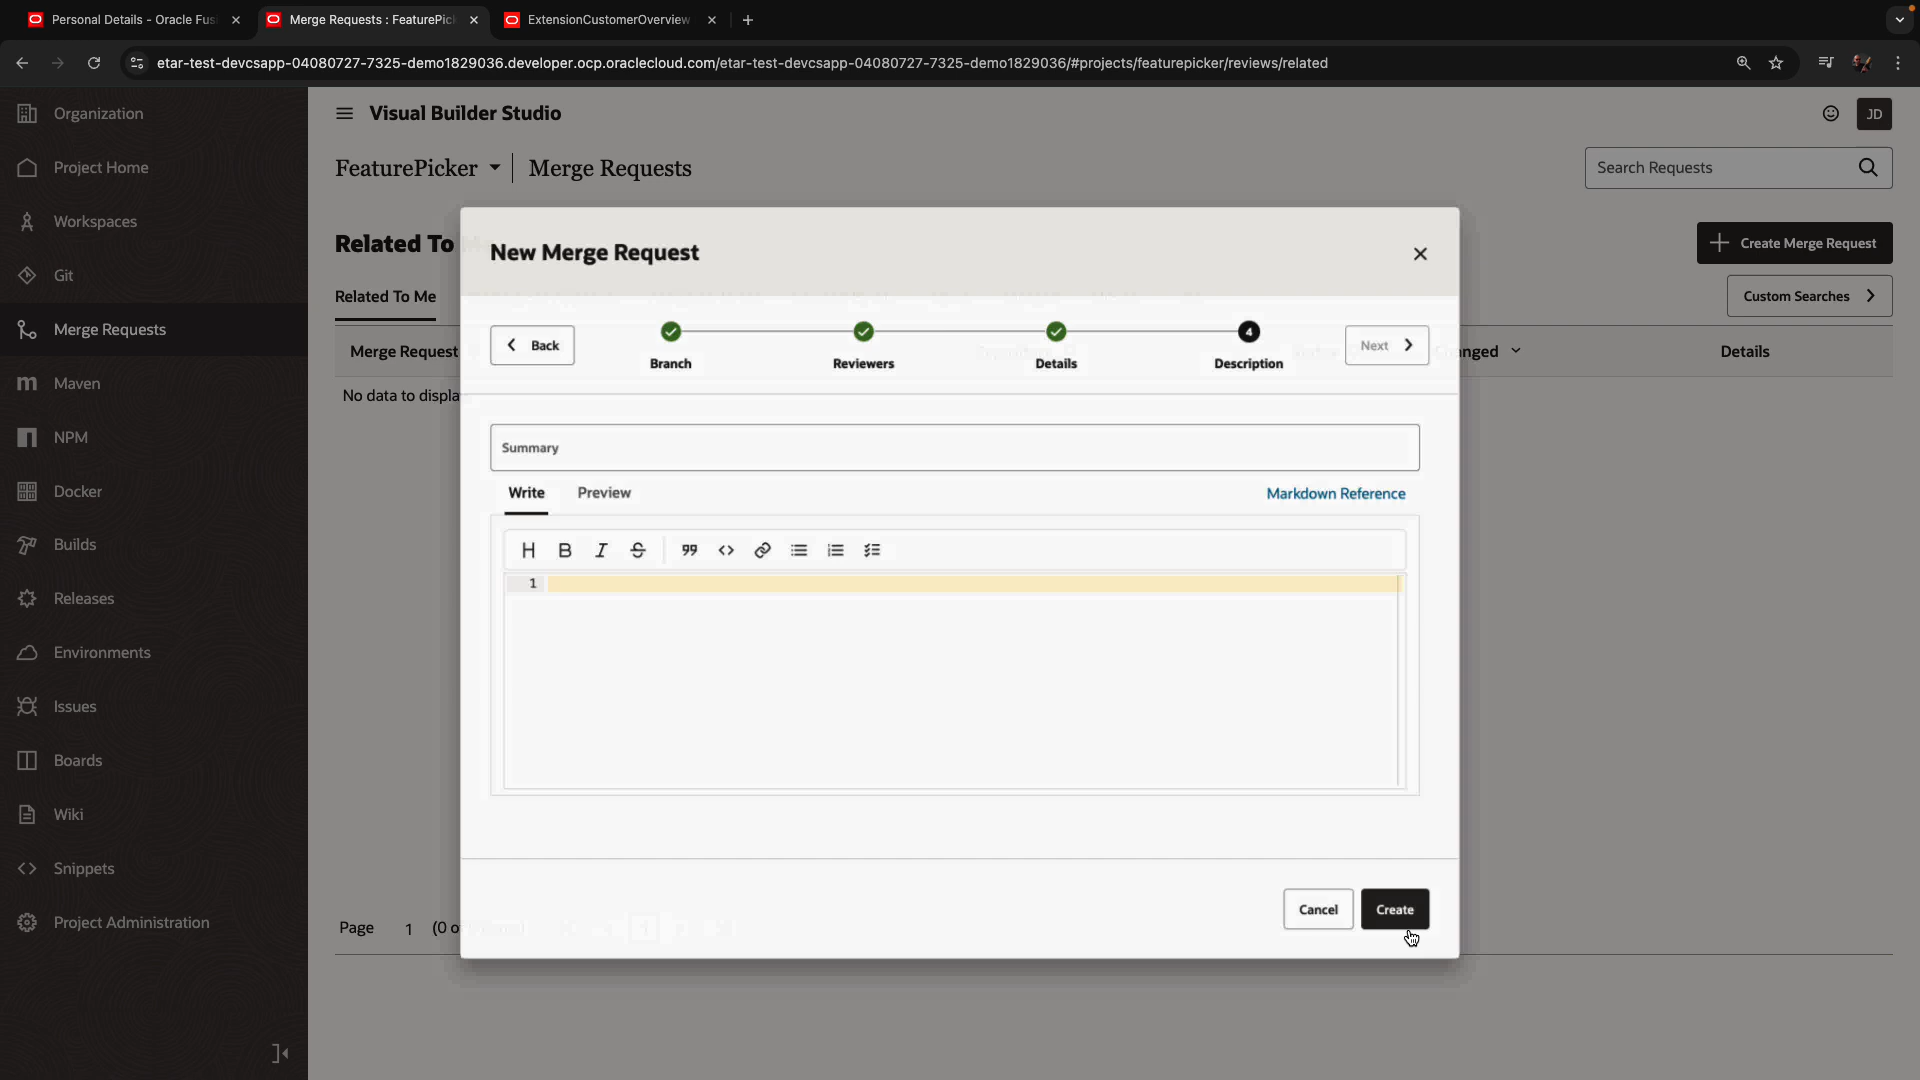 Personal Details - Oracle Fus
Merge Requests : FeaturePic
ExtensionCustomerOverview
etar-test-devcsapp-04080727-7325-demo1829036.developer.ocp.oraclecloud.com/etar-test-devcsapp-04080727-7325-demo1829036/#projects/featurepicker/reviews/related
Organization
Project Home
Workspaces
Git
Merge Requests
Maven
NPM
Docker
Builds
Releases
Environments
Issues
Boards
Wiki
Snippets
Project Administration
Visual Builder Studio
JD
FeaturePicker
Merge Requests
Search Requests
Related To
Create Merge Request
Related To Me
Custom Searches
Merge Request
anged
Details
No data to displa
Page 1 (0 o
New Merge Request
Back
Branch
Reviewers
Details
4
Description
Next
Summary
Write
Preview
Markdown Reference
H B I S
1
Cancel
Create